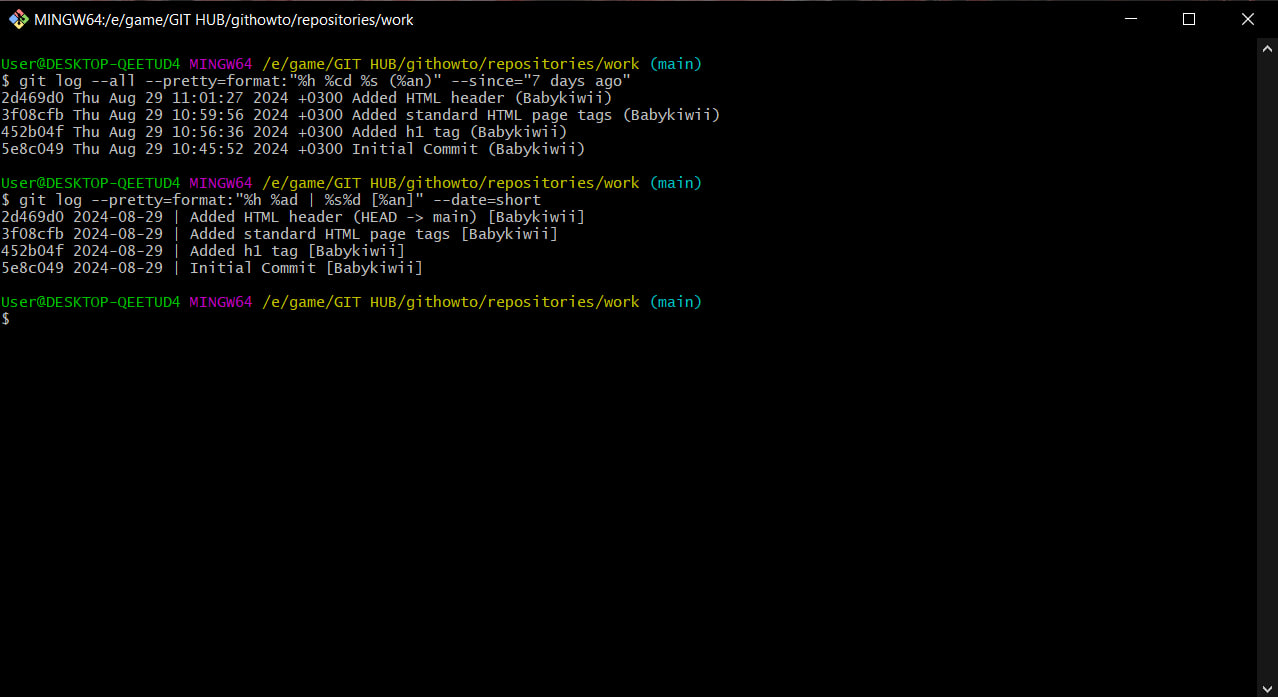 MINGW64:/e/game/GIT HUB/githowto/repositories/work
User@DESKTOP-QEETUD4 MINGW64 /e/game/GIT HUB/githowto/repositories/work (main)
$ git log --all --pretty=format:"%h %cd %s (%an)" --since="7 days ago"
2d469d0 Thu Aug 29 11:01:27 2024 +0300 Added HTML header (Babykiwii)
3f08cfb Thu Aug 29 10:59:56 2024 +0300 Added standard HTML page tags (Babykiwii)
452b04f Thu Aug 29 10:56:36 2024 +0300 Added h1 tag (Babykiwii)
5e8c049 Thu Aug 29 10:45:52 2024 +0300 Initial Commit (Babykiwii)
User@DESKTOP-QEETUD4 MINGW64 /e/game/GIT HUB/githowto/repositories/work (main)
$ git log --pretty=format:"%h %ad | %s%d [%an]" --date=short
2d469d0 2024-08-29 | Added HTML header (HEAD -> main) [Babykiwii]
3f08cfb 2024-08-29 | Added standard HTML page tags [Babykiwii]
452b04f 2024-08-29 | Added h1 tag [Babykiwii]
5e8c049 2024-08-29 | Initial Commit [Babykiwii]
User@DESKTOP-QEETUD4 MINGW64 /e/game/GIT HUB/githowto/repositories/work (main)
$